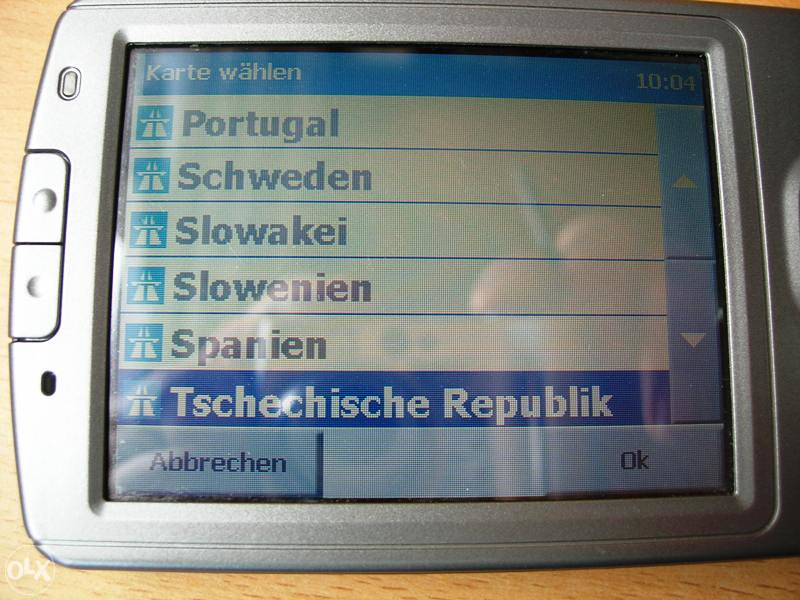 Karte wählen 10:04
Portugal
Schweden
Slowakei
Slowenien
Spanien
Tschechische Republik
Abbrechen Ok
OLX